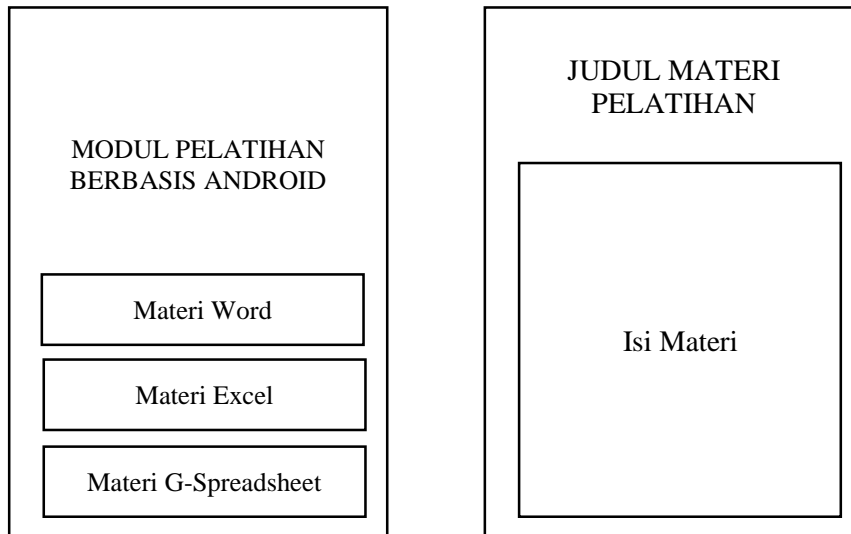 MODUL PELATIHAN
BERBASIS ANDROID
Materi Word
Materi Excel
Materi G-Spreadsheet
JUDUL MATERI
PELATIHAN
Isi Materi